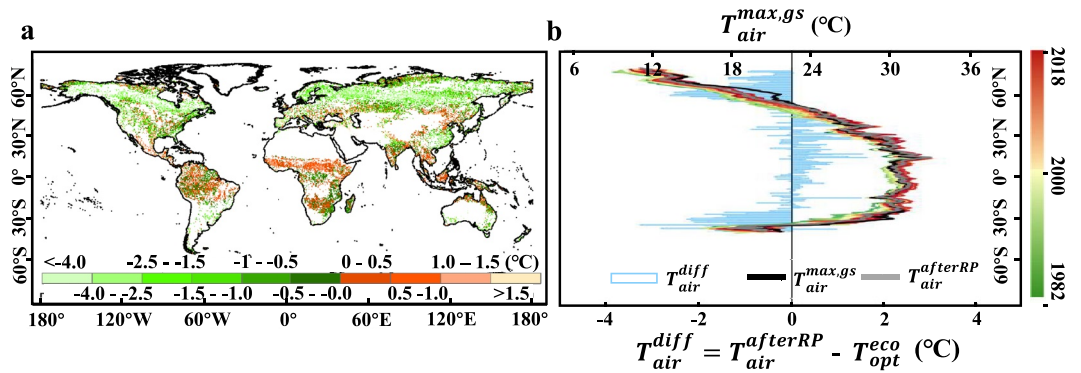 a
60°N
30°N
0°
30°S
60°S
<-4.0 -2.5 – -1.5 -1 – -0.5 0 – 0.5 1.0 – 1.5 (°C)
-4.0 – -2.5 -1.5 – -1.0 -0.5 – -0.0 0.5 -1.0 >1.5
180° 120°W 60°W 0° 60°E 120°E 180°
b
T_air^max,gs (°C)
6 12 18 24 30 36
60°N
30°N
0°
30°S
60°S
T_air^diff T_air^max,gs T_air^afterRP
-4 -2 0 2 4
T_air^diff = T_air^afterRP - T_opt^eco (°C)
2018
2000
1982